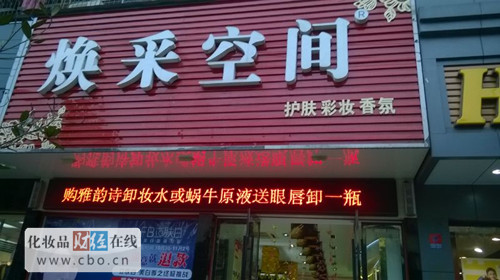 焕采空间®
护肤 彩妆 香氛
购雅韵诗卸妆水或蜗牛原液送眼唇卸一瓶
H
化妆品财经在线
www.cbo.cn